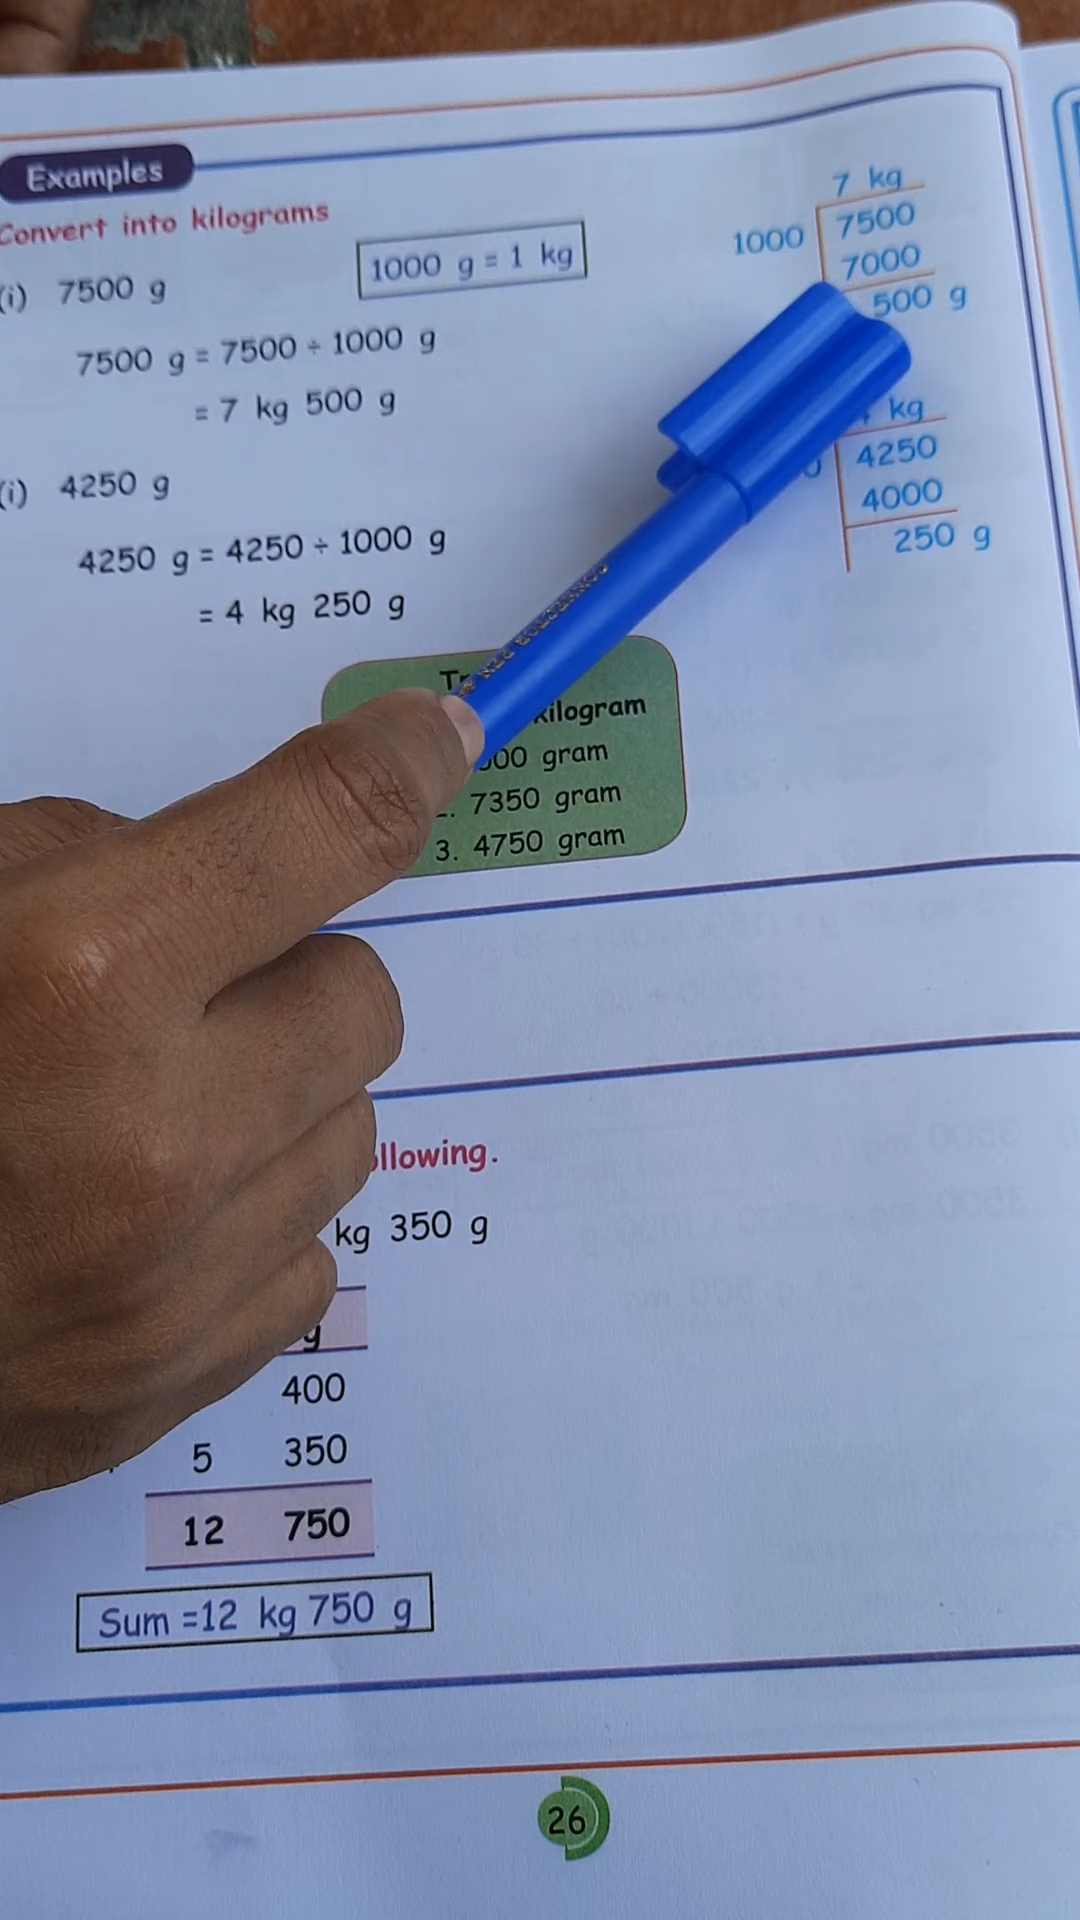 Examples
Convert into kilograms
(i) 7500 g
1000 g = 1 kg
7500 g = 7500 ÷ 1000 g
= 7 kg 500 g
7 kg
1000 7500
7000
500 g
(i) 4250 g
4250 g = 4250 ÷ 1000 g
= 4 kg 250 g
kg
4250
4000
250 g
kilogram
gram
7350 gram
3. 4750 gram
kg 350 g
g
400
5 350
12 750
Sum =12 kg 750 g
26